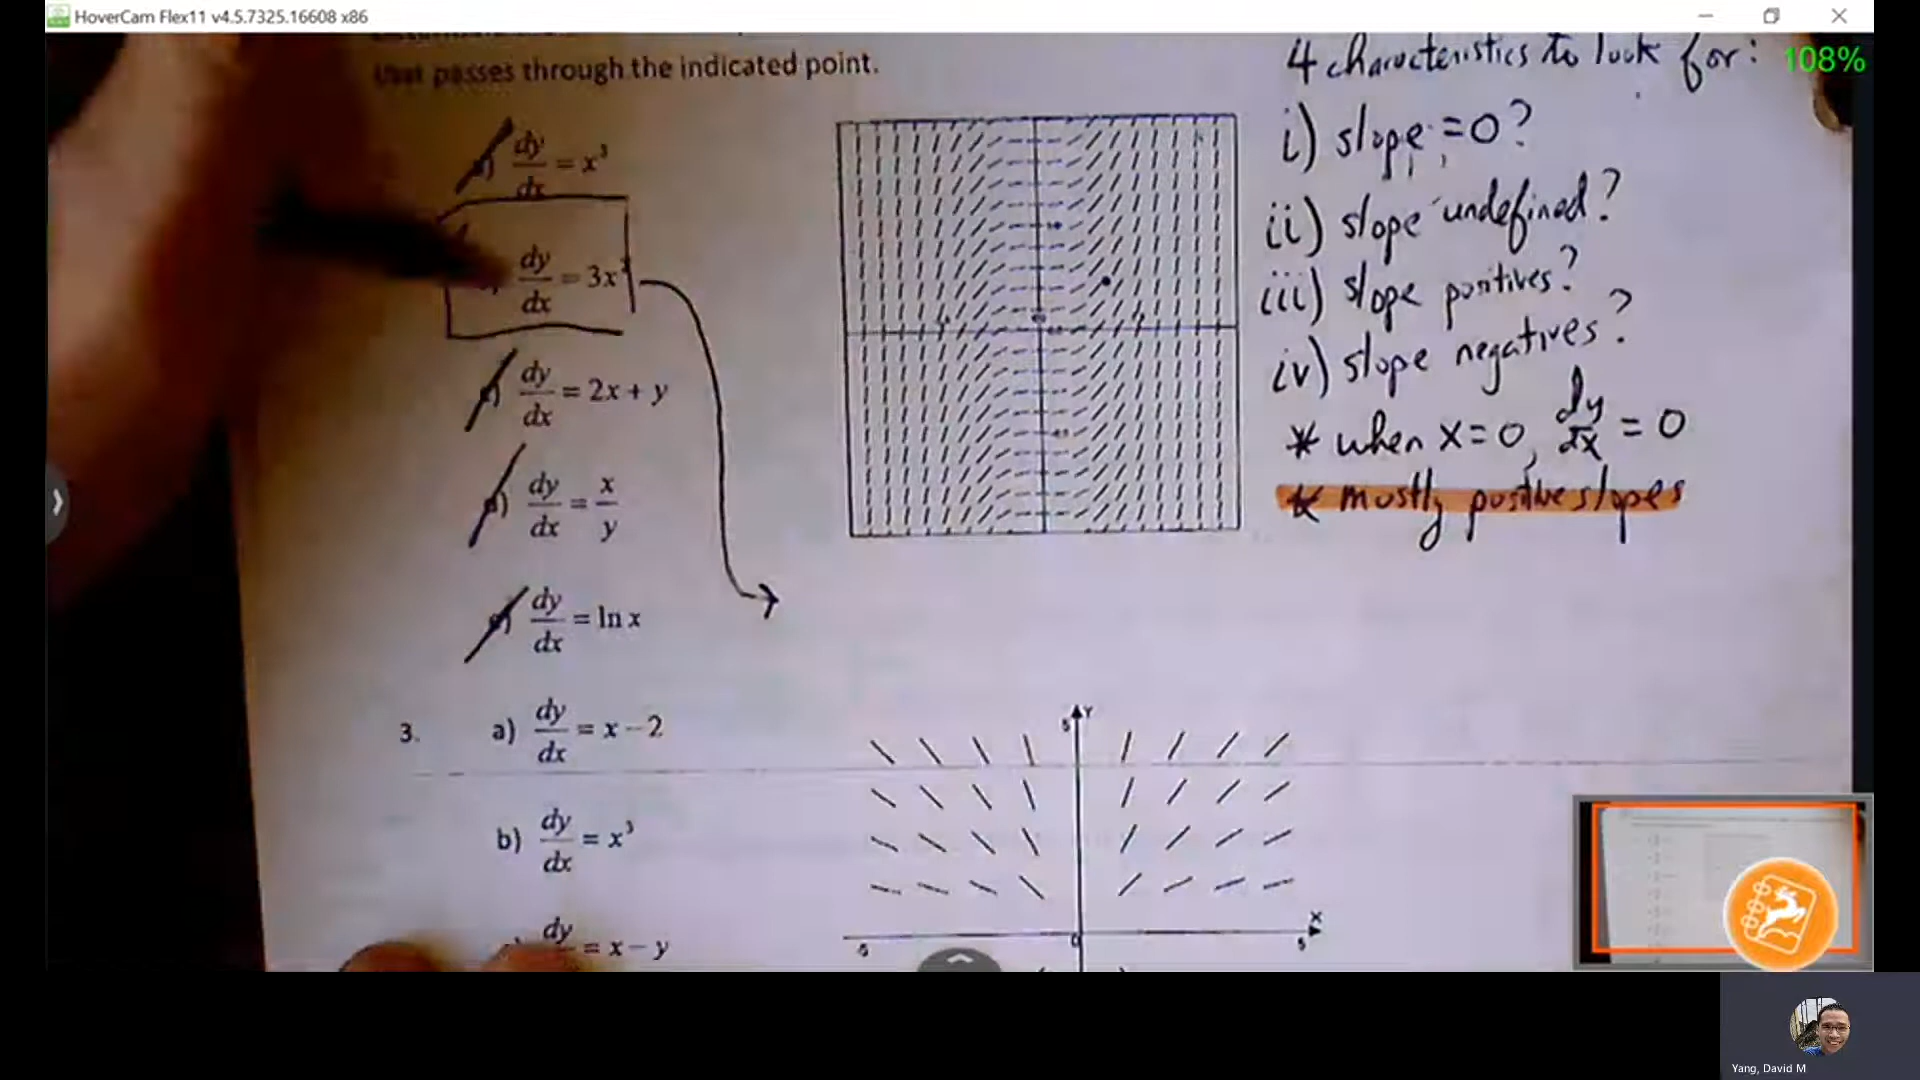 HoverCam Flex11 v4.5.7325.16608 x86
that passes through the indicated point.
4 characteristics to look for:
108%
i) slope = 0?
ii) slope undefined?
iii) slope positives?
iv) slope negatives?
* when x=0, dy/dx = 0
* mostly positive slopes
dy/dx = x³
dy/dx = 3x²
dy/dx = 2x + y
dy/dx = x/y
dy/dx = ln x
3. a) dy/dx = x – 2
b) dy/dx = x³
dy = x – y
5 Y
X
0
5
Yang, David M